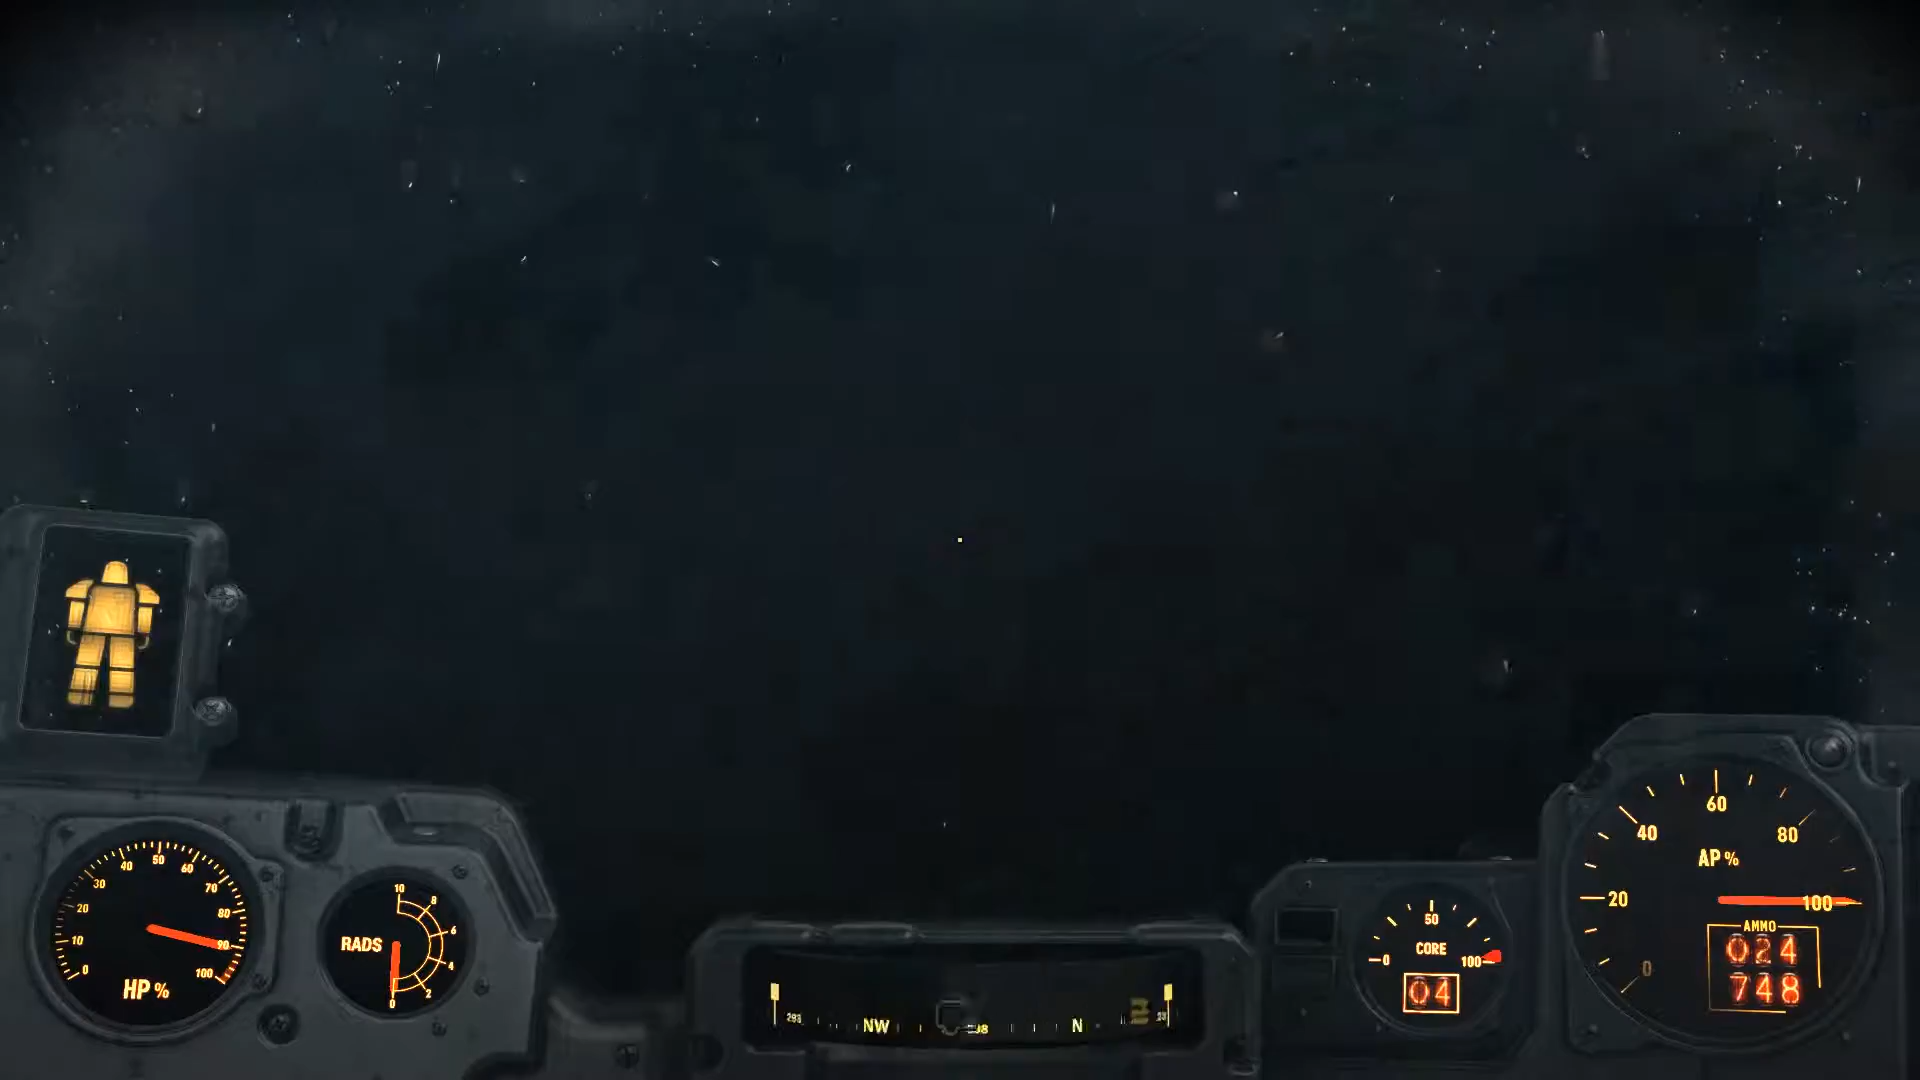 0 10 20 30 40 50 60 70 80 90 100
HP %
RADS
10 8 6 4 2 0
NW N
0 50 100
CORE
04
0 20 40 60 80 100
AP %
AMMO
024
748